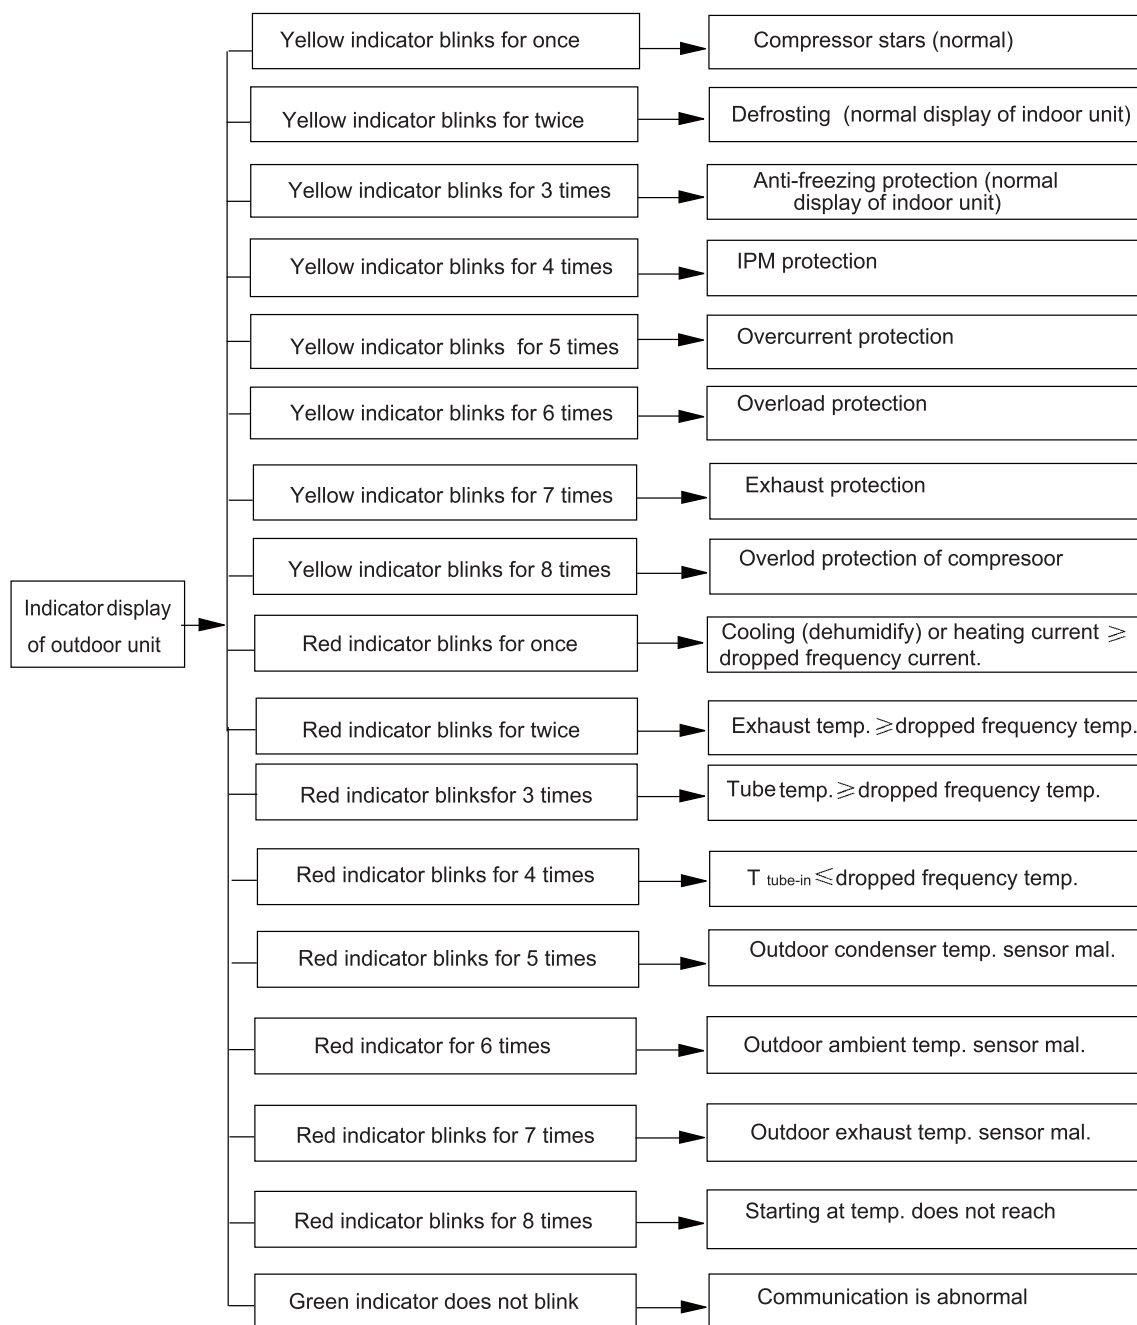 Yellow indicator blinks for once
Compressor stars (normal)
Yellow indicator blinks for twice
Defrosting (normal display of indoor unit)
Yellow indicator blinks for 3 times
Anti-freezing protection (normal
display of indoor unit)
Yellow indicator blinks for 4 times
IPM protection
Yellow indicator blinks for 5 times
Overcurrent protection
Yellow indicator blinks for 6 times
Overload protection
Yellow indicator blinks for 7 times
Exhaust protection
Yellow indicator blinks for 8 times
Overlod protection of compresoor
Indicator display
of outdoor unit
Red indicator blinks for once
Cooling (dehumidify) or heating current ≥
dropped frequency current.
Red indicator blinks for twice
Exhaust temp. ≥dropped frequency temp.
Red indicator blinksfor 3 times
Tube temp. ≥dropped frequency temp.
Red indicator blinks for 4 times
T tube-in ≤dropped frequency temp.
Red indicator blinks for 5 times
Outdoor condenser temp. sensor mal.
Red indicator for 6 times
Outdoor ambient temp. sensor mal.
Red indicator blinks for 7 times
Outdoor exhaust temp. sensor mal.
Red indicator blinks for 8 times
Starting at temp. does not reach
Green indicator does not blink
Communication is abnormal